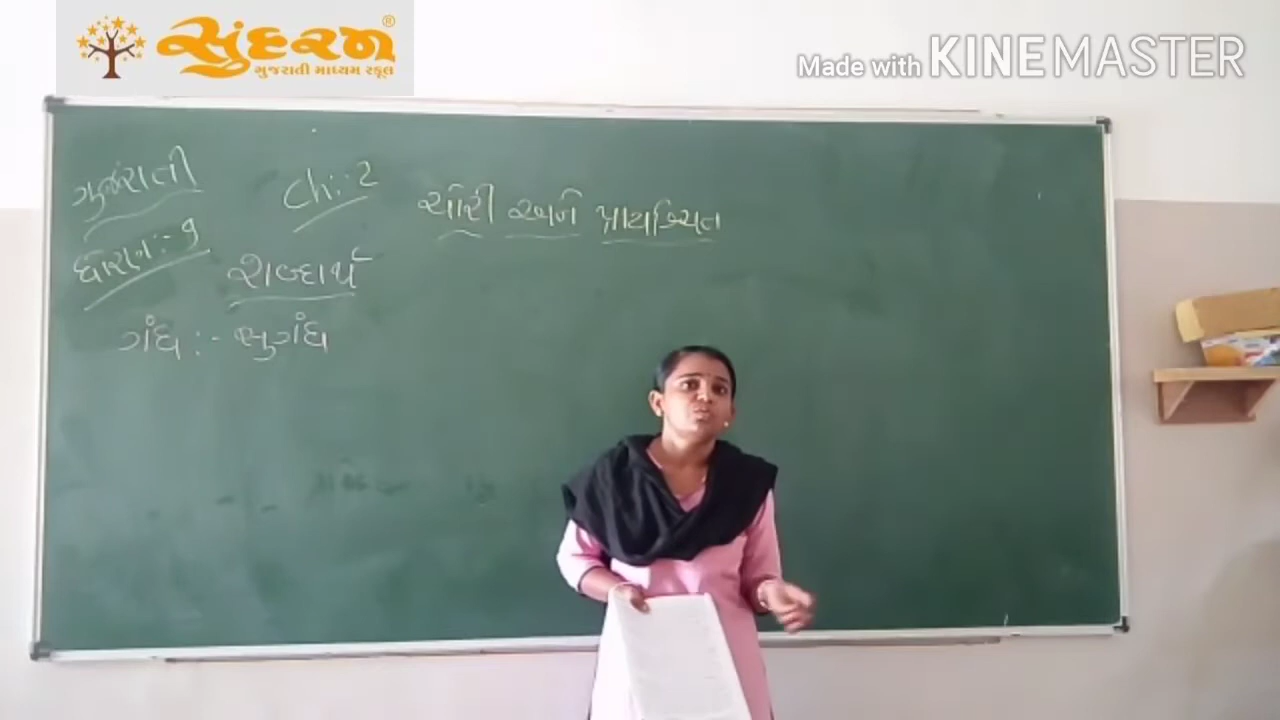 સુંદરમ્®
ગુજરાતી માધ્યમ સ્કૂલ
Made with KINEMASTER
ગુજરાતી
Ch:-2
ચોરી અને પ્રાયશ્ચિત
ધોરણ:-9
શબ્દાર્થ
ગંધ:- સુગંધ